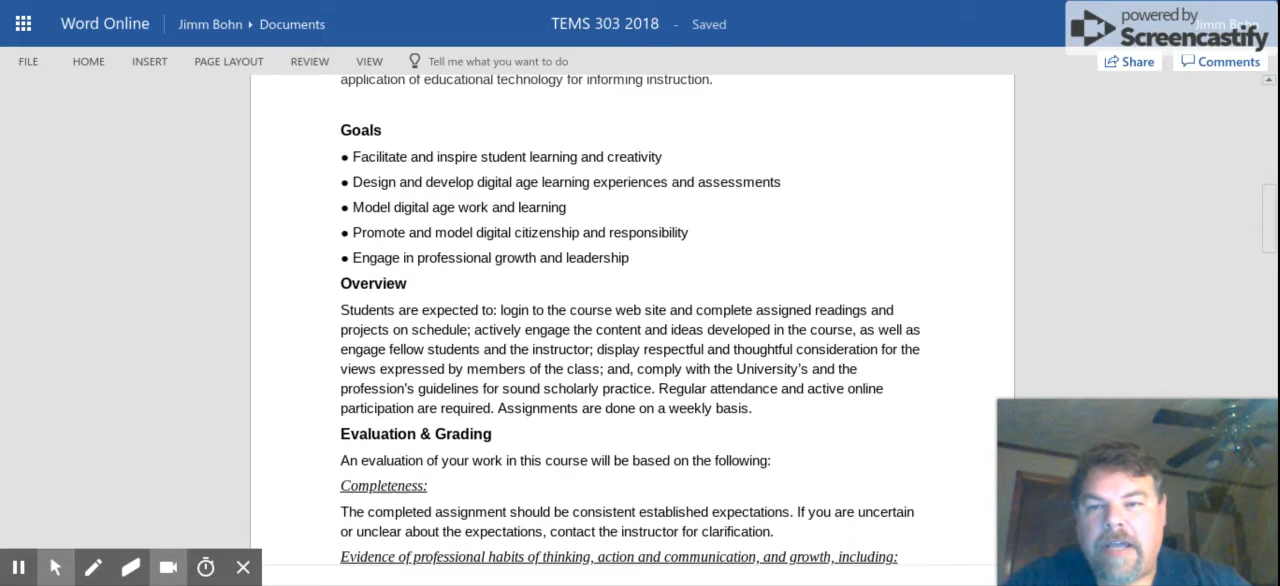 Word Online Jimm Bohn ▸ Documents TEMS 303 2018 - Saved
powered by
Screencastify
FILE HOME INSERT PAGE LAYOUT REVIEW VIEW Tell me what you want to do Share Comments
application of educational technology for informing instruction.
Goals
● Facilitate and inspire student learning and creativity
● Design and develop digital age learning experiences and assessments
● Model digital age work and learning
● Promote and model digital citizenship and responsibility
● Engage in professional growth and leadership
Overview
Students are expected to: login to the course web site and complete assigned readings and
projects on schedule; actively engage the content and ideas developed in the course, as well as
engage fellow students and the instructor; display respectful and thoughtful consideration for the
views expressed by members of the class; and, comply with the University's and the
profession's guidelines for sound scholarly practice. Regular attendance and active online
participation are required. Assignments are done on a weekly basis.
Evaluation & Grading
An evaluation of your work in this course will be based on the following:
Completeness:
The completed assignment should be consistent established expectations. If you are uncertain
or unclear about the expectations, contact the instructor for clarification.
Evidence of professional habits of thinking, action and communication, and growth, including: